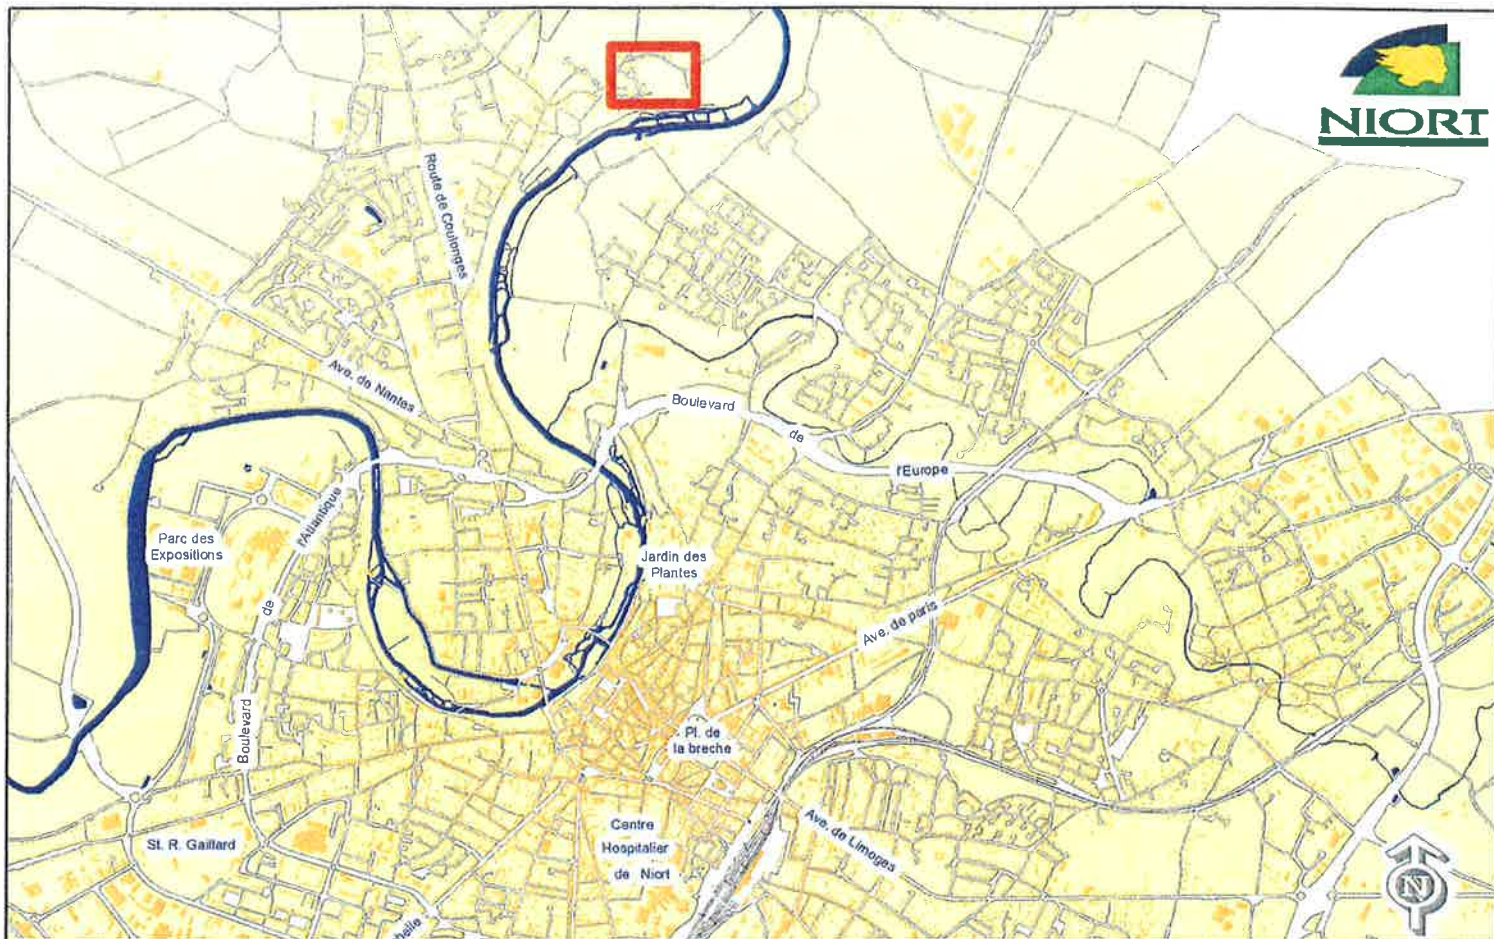 NIORT
Route de Coulonges
Ave. de Nantes
Boulevard
de
l'Europe
l'Atlantique
Parc des
Expositions
Jardin des
Plantes
de
Ave. de paris
Boulevard
Pl. de
la breche
Centre
Hospitalier
de Niort
Ave. de Limoges
St. R. Gaillard
helle
N